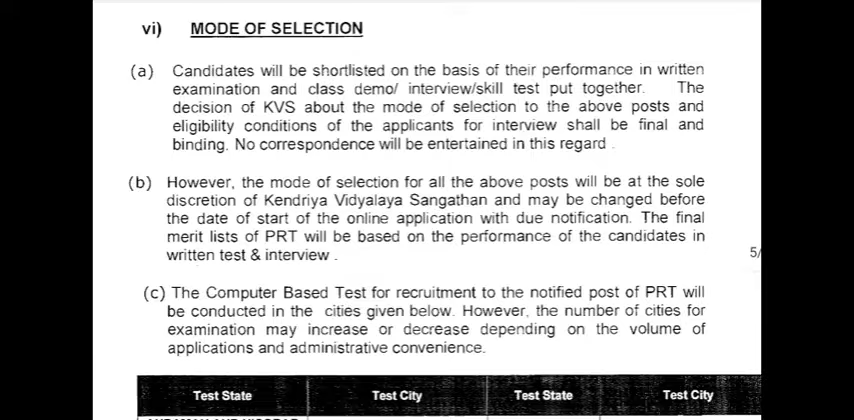 vi) MODE OF SELECTION
(a) Candidates will be shortlisted on the basis of their performance in written
examination and class demo/ interview/skill test put together. The
decision of KVS about the mode of selection to the above posts and
eligibility conditions of the applicants for interview shall be final and
binding. No correspondence will be entertained in this regard .
(b) However, the mode of selection for all the above posts will be at the sole
discretion of Kendriya Vidyalaya Sangathan and may be changed before
the date of start of the online application with due notification. The final
merit lists of PRT will be based on the performance of the candidates in
written test & interview .
5/
(c) The Computer Based Test for recruitment to the notified post of PRT will
be conducted in the cities given below. However, the number of cities for
examination may increase or decrease depending on the volume of
applications and administrative convenience.
Test State Test City Test State Test City